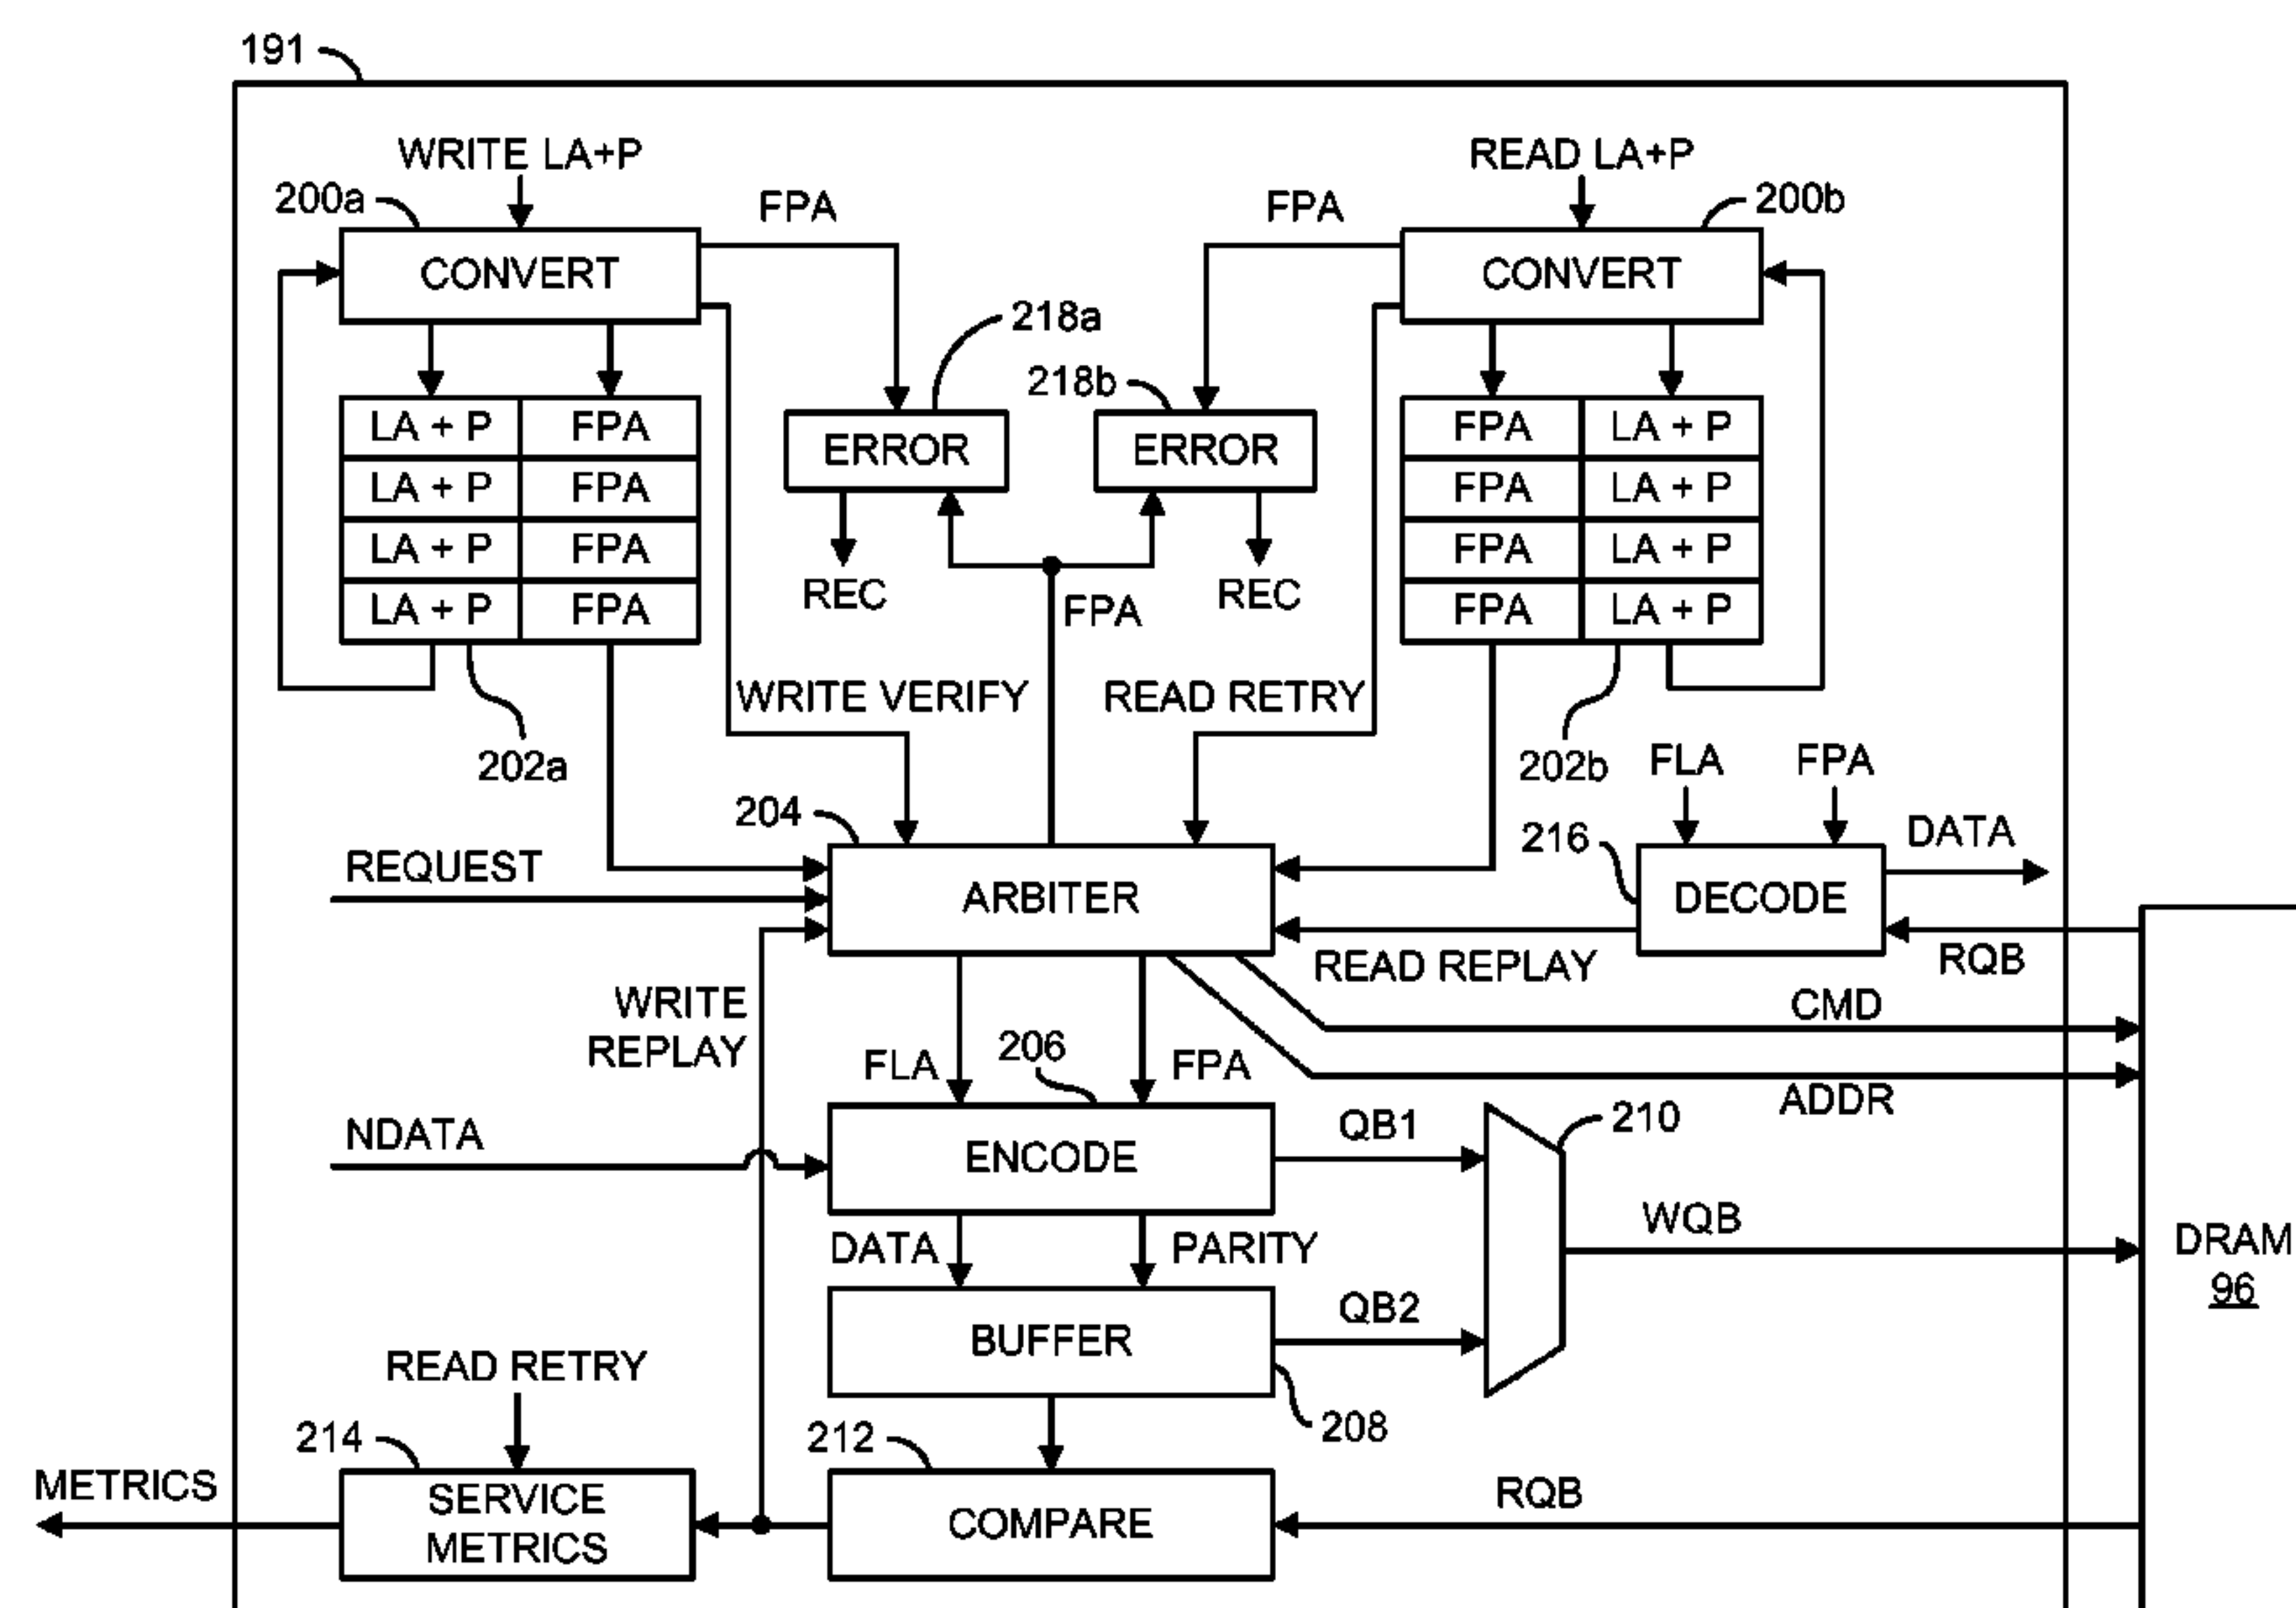 191
WRITE LA+P
READ LA+P
200a
FPA
FPA
200b
CONVERT
CONVERT
218a
218b
LA + P FPA
ERROR
ERROR
FPA LA + P
LA + P FPA
FPA LA + P
LA + P FPA
FPA LA + P
REC
FPA
REC
LA + P FPA
FPA LA + P
WRITE VERIFY
READ RETRY
202a
202b
FLA
FPA
204
216
DATA
REQUEST
ARBITER
DECODE
READ REPLAY
RQB
WRITE
REPLAY
CMD
FLA
206
FPA
ADDR
NDATA
ENCODE
QB1
210
DATA
PARITY
WQB
DRAM
96
BUFFER
QB2
READ RETRY
208
214
212
METRICS
SERVICE
METRICS
COMPARE
RQB